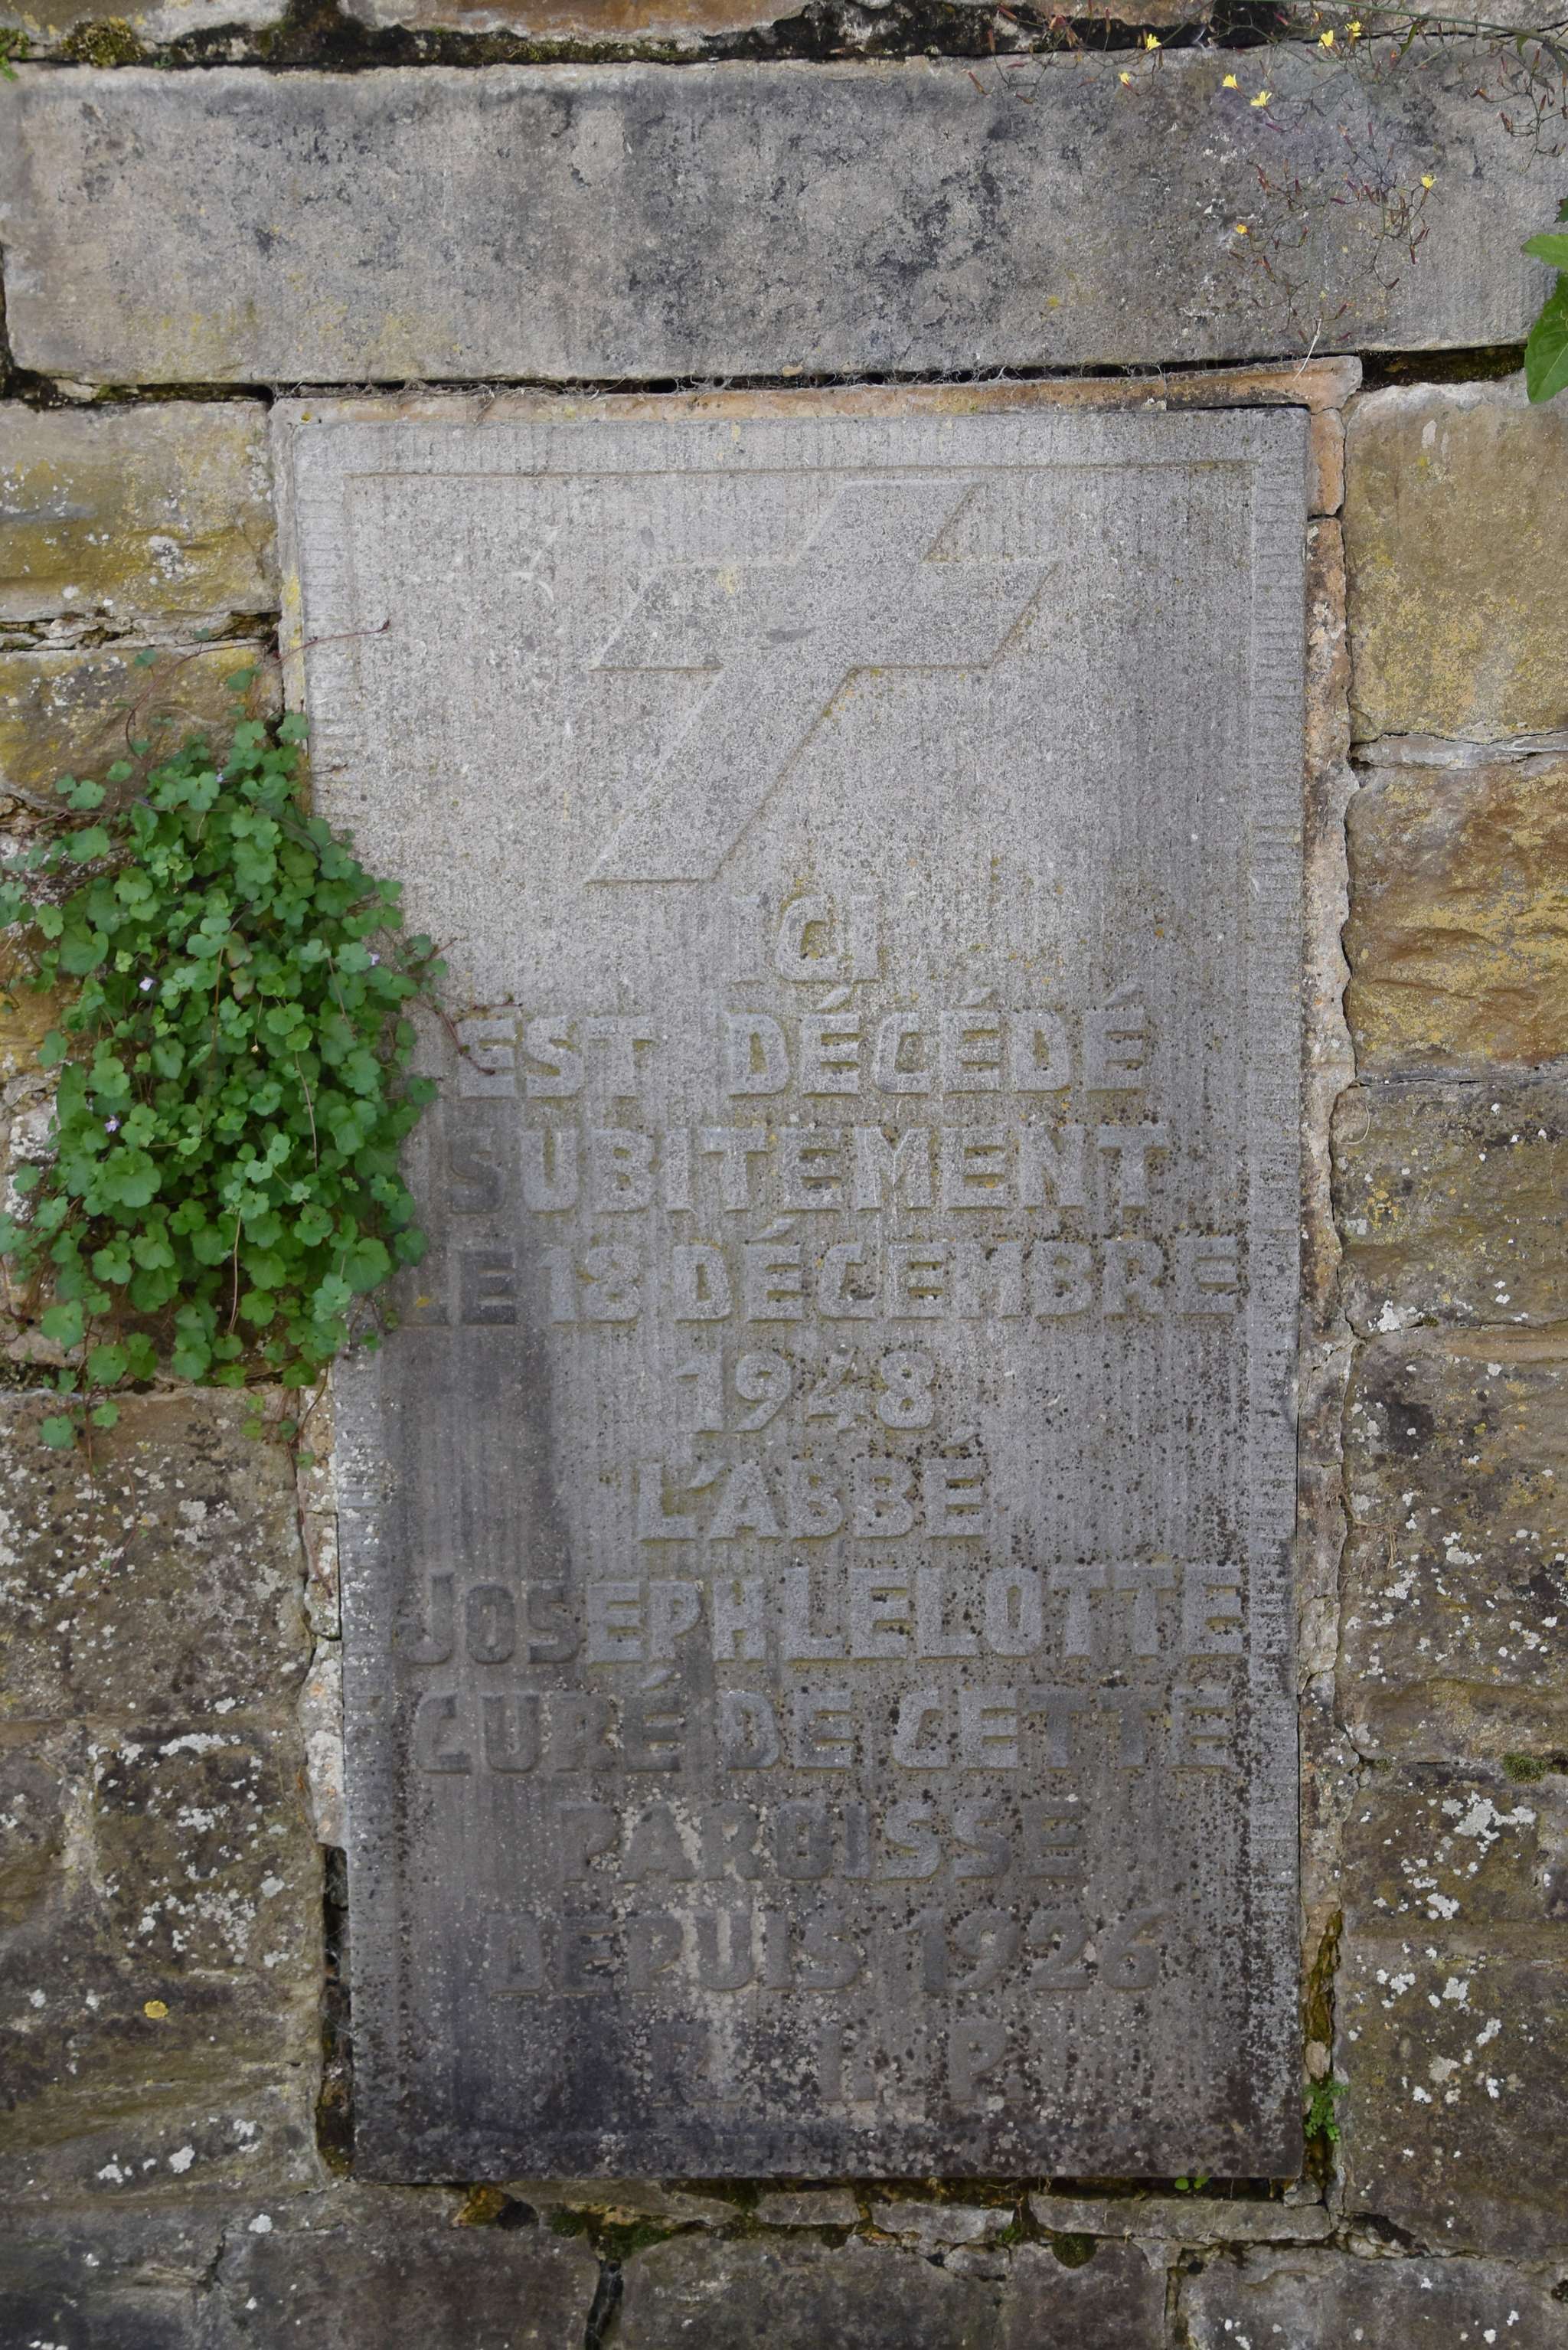 ici
EST DÉCÉDÉ
SUBITEMENT
LE 18 DÉCEMBRE
1948
L'ABBÉ
JOSEPH LELOTTE
CURÉ DE CETTE
PAROISSE
DEPUIS 1926
R. I. P.